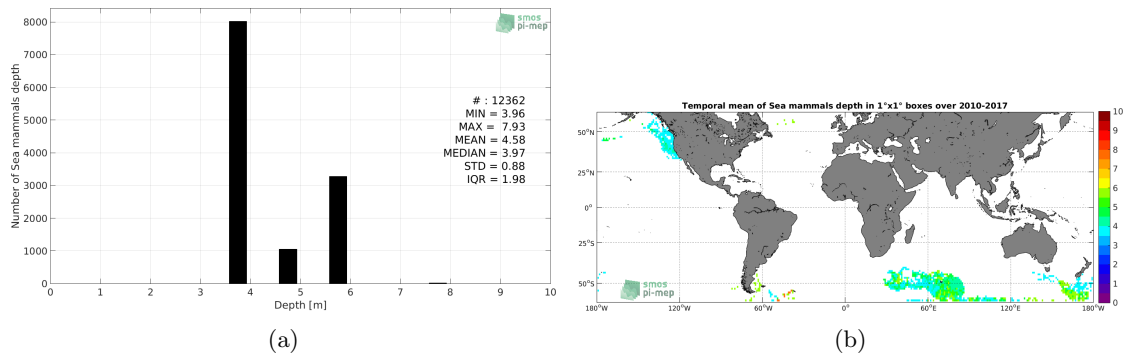 Number of Sea mammals depth
8000
7000
6000
5000
4000
3000
2000
1000
0
0 1 2 3 4 5 6 7 8 9 10
Depth [m]
smos
pi-mep
# : 12362
MIN = 3.96
MAX = 7.93
MEAN = 4.58
MEDIAN = 3.97
STD = 0.88
IQR = 1.98
(a)
Temporal mean of Sea mammals depth in 1°x1° boxes over 2010-2017
50°N
25°N
0°
25°S
50°S
180°W 120°W 60°W 0° 60°E 120°E 180°W
smos
pi-mep
10
9
8
7
6
5
4
3
2
1
0
(b)